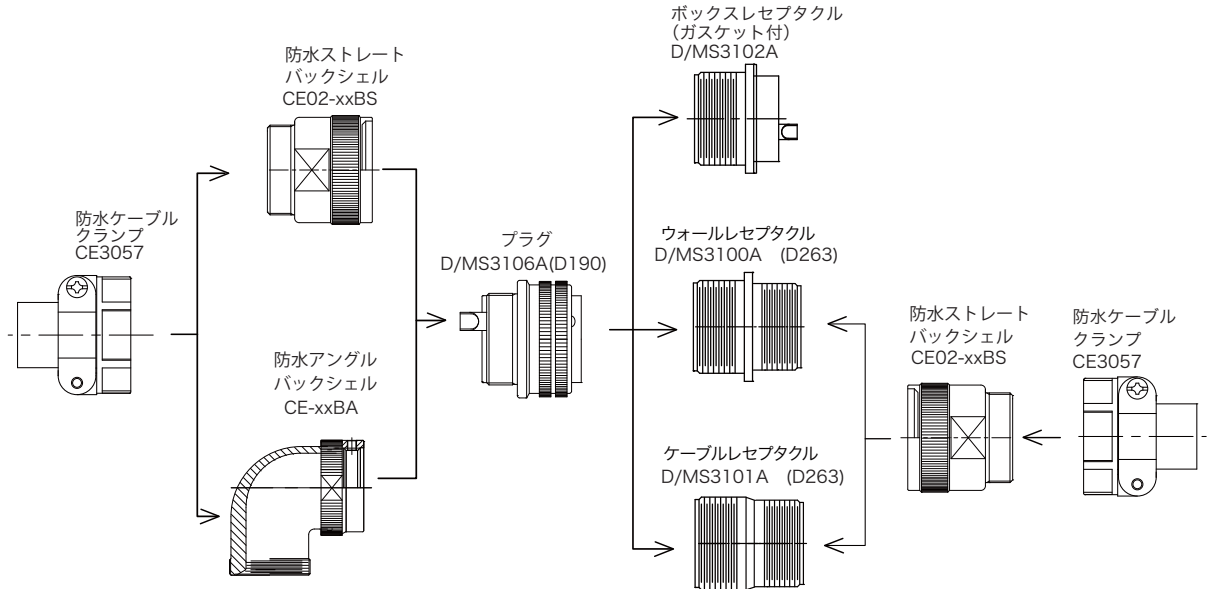 ボックスレセプタクル
（ガスケット付）
D/MS3102A
防水ストレート
バックシェル
CE02-xxBS
防水ケーブル
クランプ
CE3057
プラグ
D/MS3106A(D190)
ウォールレセプタクル
D/MS3100A (D263)
防水ストレート
バックシェル
CE02-xxBS
防水ケーブル
クランプ
CE3057
防水アングル
バックシェル
CE-xxBA
ケーブルレセプタクル
D/MS3101A (D263)